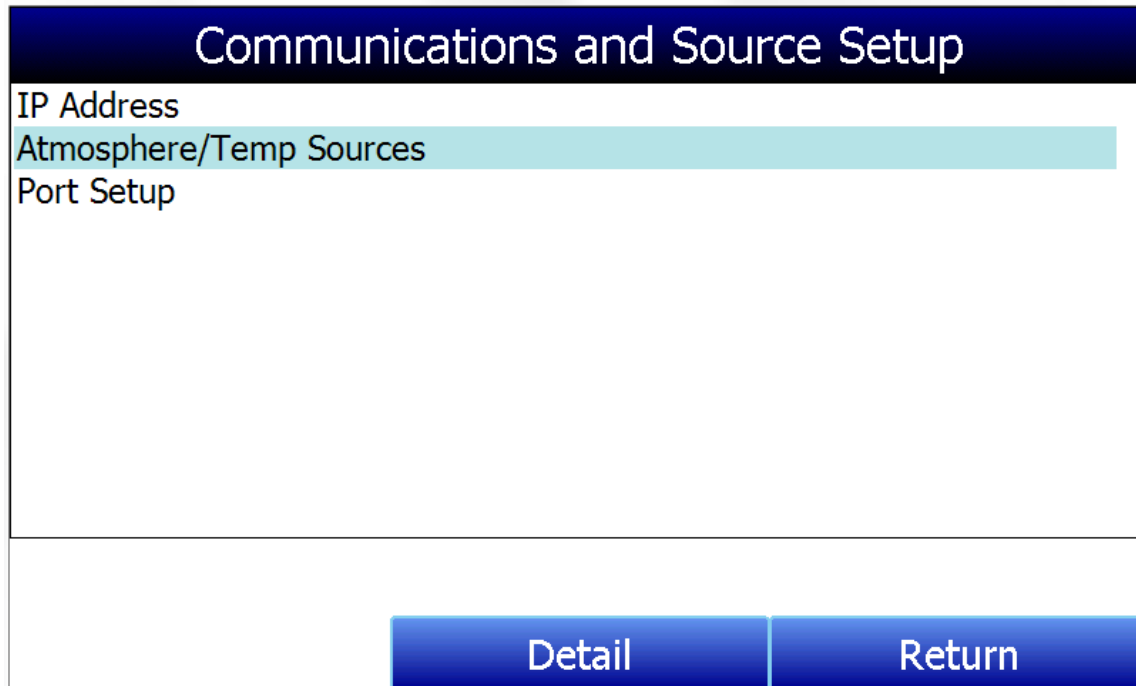 Communications and Source Setup
IP Address
Atmosphere/Temp Sources
Port Setup
Detail
Return